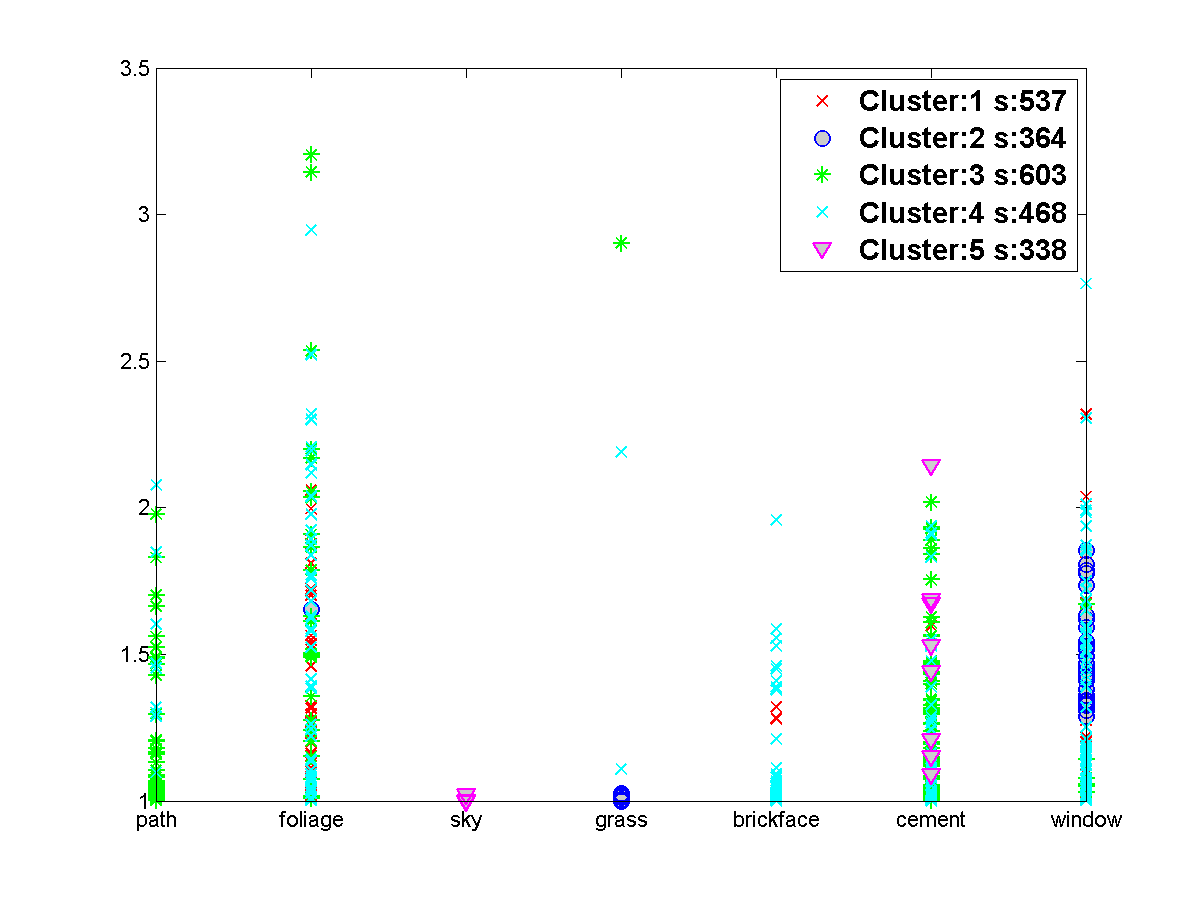 3.5
Cluster:1 s:537
Cluster:2 s:364
Cluster:3 s:603
Cluster:4 s:468
Cluster:5 s:338
3
2.5
2
1.5
1
path foliage sky grass brickface cement window